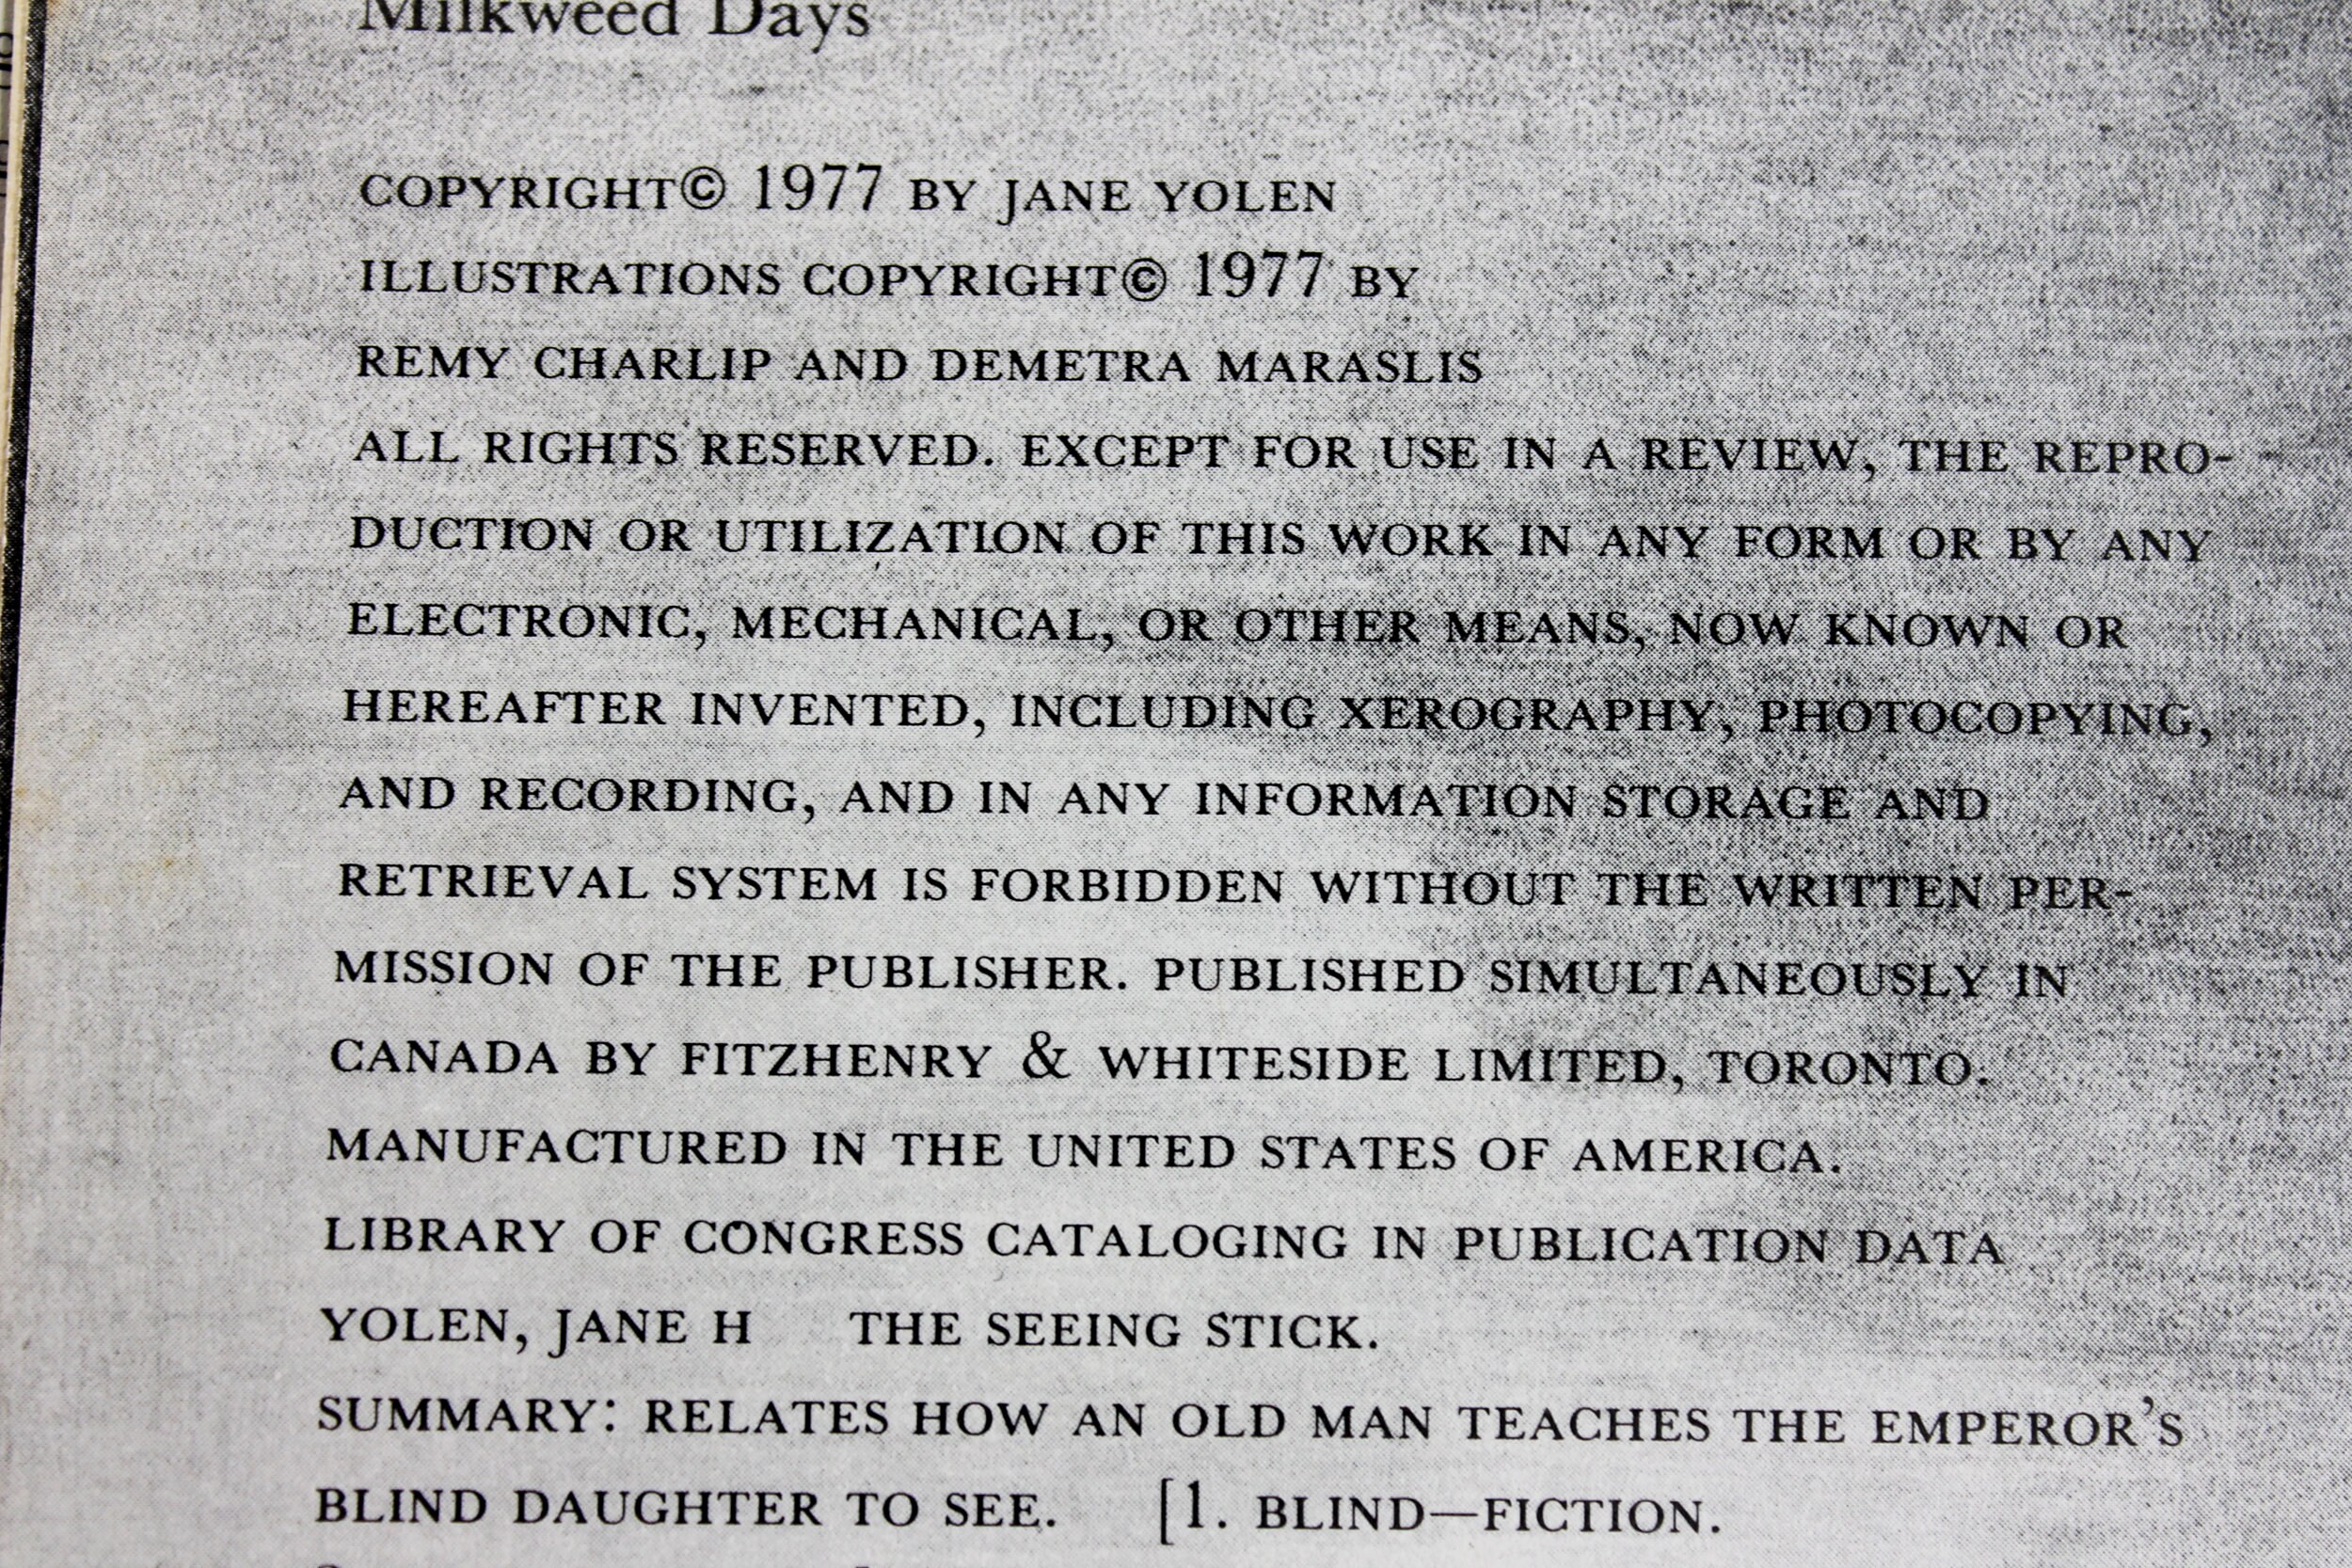 Milkweed Days
COPYRIGHT© 1977 BY JANE YOLEN
ILLUSTRATIONS COPYRIGHT© 1977 BY
REMY CHARLIP AND DEMETRA MARASLIS
ALL RIGHTS RESERVED. EXCEPT FOR USE IN A REVIEW, THE REPRO-
DUCTION OR UTILIZATION OF THIS WORK IN ANY FORM OR BY ANY
ELECTRONIC, MECHANICAL, OR OTHER MEANS, NOW KNOWN OR
HEREAFTER INVENTED, INCLUDING XEROGRAPHY, PHOTOCOPYING,
AND RECORDING, AND IN ANY INFORMATION STORAGE AND
RETRIEVAL SYSTEM IS FORBIDDEN WITHOUT THE WRITTEN PER-
MISSION OF THE PUBLISHER. PUBLISHED SIMULTANEOUSLY IN
CANADA BY FITZHENRY & WHITESIDE LIMITED, TORONTO.
MANUFACTURED IN THE UNITED STATES OF AMERICA.
LIBRARY OF CONGRESS CATALOGING IN PUBLICATION DATA
YOLEN, JANE H THE SEEING STICK.
SUMMARY: RELATES HOW AN OLD MAN TEACHES THE EMPEROR'S
BLIND DAUGHTER TO SEE. [1. BLIND—FICTION.